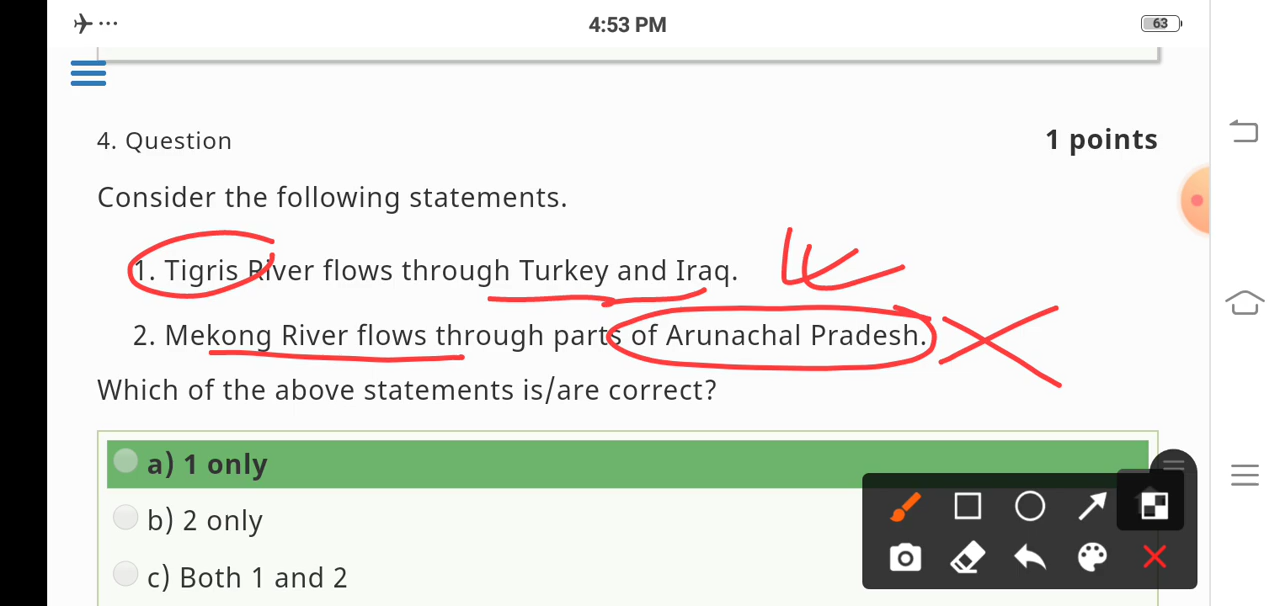 4:53 PM
63
4. Question
1 points
Consider the following statements.
1. Tigris River flows through Turkey and Iraq.
2. Mekong River flows through parts of Arunachal Pradesh.
Which of the above statements is/are correct?
a) 1 only
b) 2 only
c) Both 1 and 2